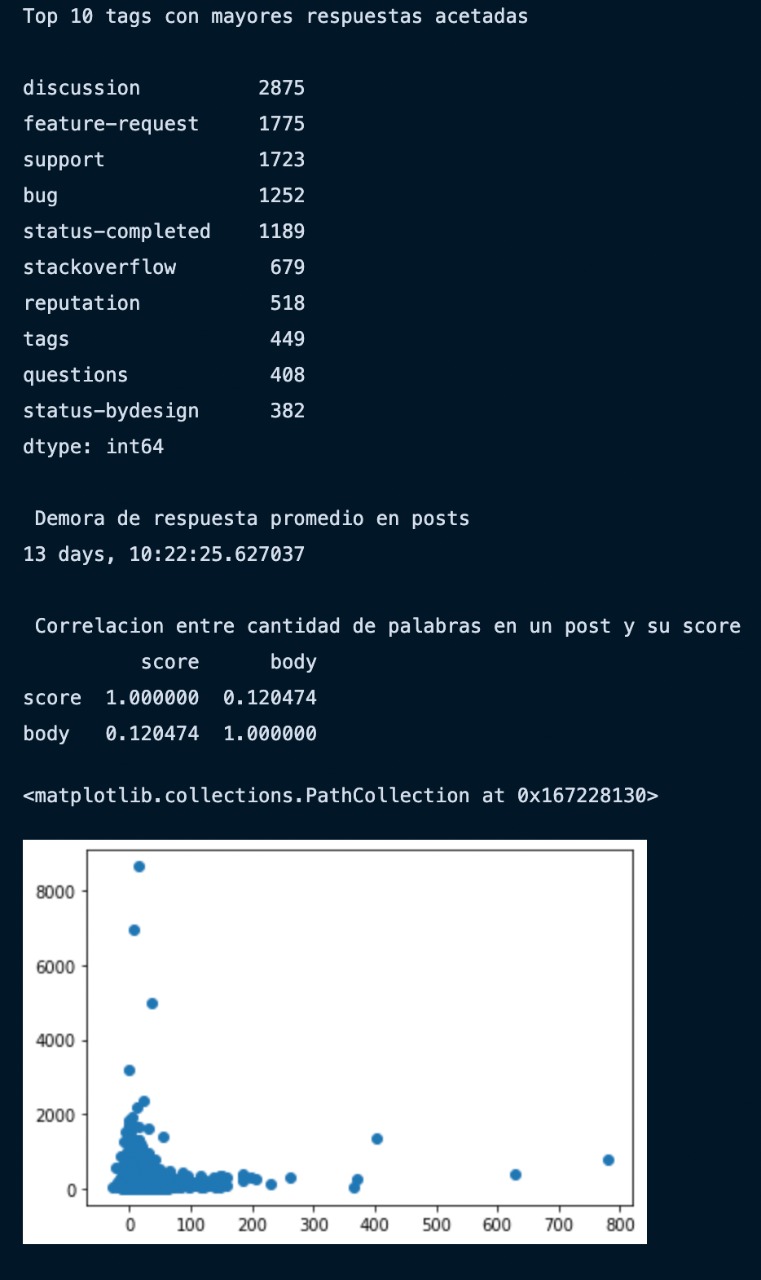 Top 10 tags con mayores respuestas acetadas
discussion 2875
feature-request 1775
support 1723
bug 1252
status-completed 1189
stackoverflow 679
reputation 518
tags 449
questions 408
status-bydesign 382
dtype: int64
Demora de respuesta promedio en posts
13 days, 10:22:25.627037
Correlacion entre cantidad de palabras en un post y su score
score body
score 1.000000 0.120474
body 0.120474 1.000000
<matplotlib.collections.PathCollection at 0x167228130>
8000
6000
4000
2000
0
0 100 200 300 400 500 600 700 800